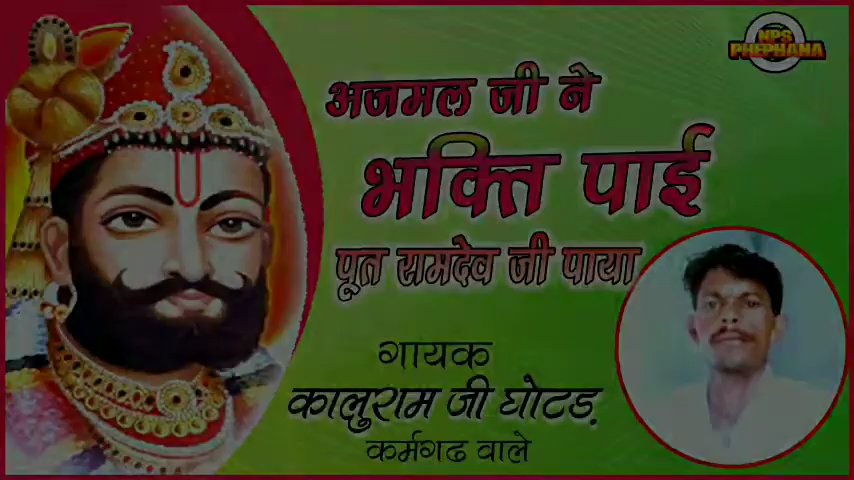 NPS
PHEPHANA
अजमल जी ने
भक्ति पाई
पूत रामदेव जी पाया
गायक
कालुराम जी घोटड़
कर्मगढ वाले